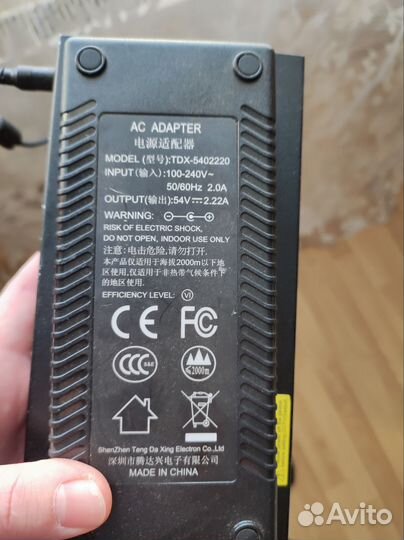 AC ADAPTER
电源适配器
MODEL (型号):TDX-5402220
INPUT(输入):100-240V~
50/60Hz 2.0A
OUTPUT(输出):54V⎓2.22A
WARNING:
RISK OF ELECTRIC SHOCK,
DO NOT OPEN, INDOOR USE ONLY
注意:电击危险,请勿打开.
本产品仅适用于海拔2000m以下地
区使用,仅适用于非热带气候条件下
的地区使用.
EFFICIENCY LEVEL: VI
CE FC
CCC S&E ≤2000m
ShenZhen Teng Da Xing Electron Co.,Ltd
深圳市腾达兴电子有限公司
MADE IN CHINA
Avito